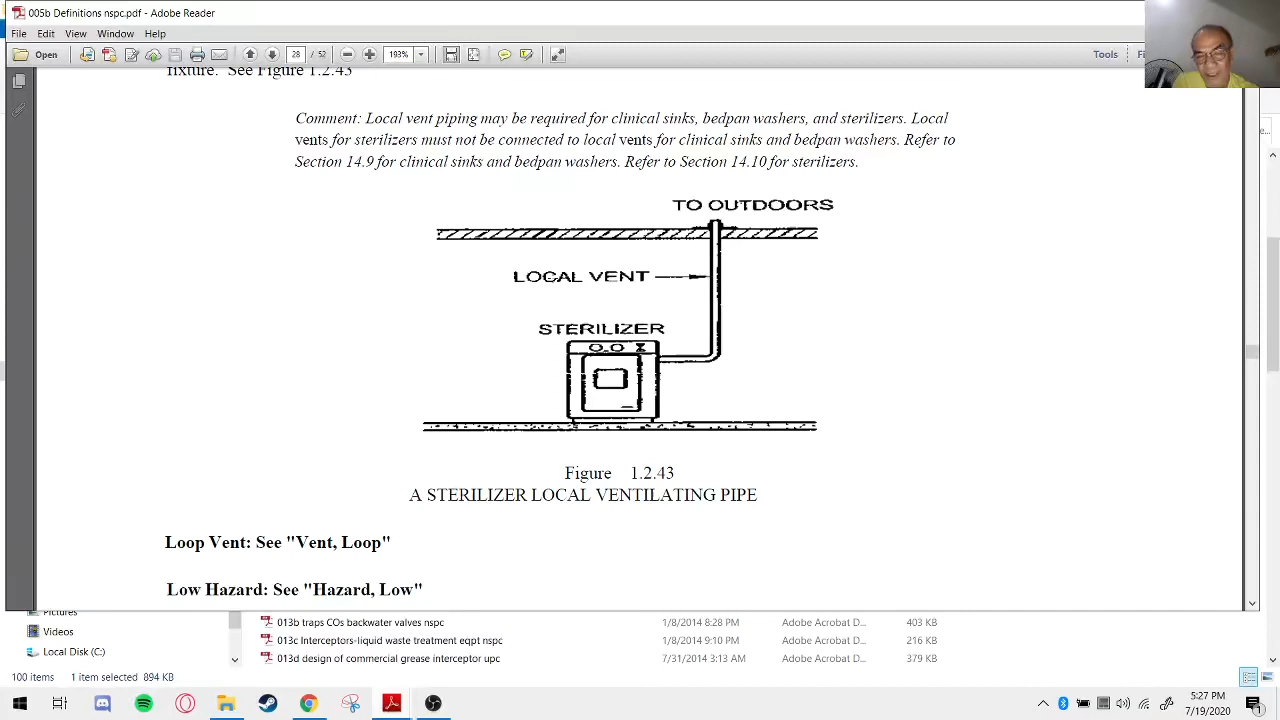 005b Definitions nspc.pdf - Adobe Reader
File Edit View Window Help
Open 28 / 52 193% Tools
fixture. See Figure 1.2.43
Comment: Local vent piping may be required for clinical sinks, bedpan washers, and sterilizers. Local
vents for sterilizers must not be connected to local vents for clinical sinks and bedpan washers. Refer to
Section 14.9 for clinical sinks and bedpan washers. Refer to Section 14.10 for sterilizers.
TO OUTDOORS
LOCAL VENT
STERILIZER
Figure 1.2.43
A STERILIZER LOCAL VENTILATING PIPE
Loop Vent: See "Vent, Loop"
Low Hazard: See "Hazard, Low"
Pictures
013b traps COs backwater valves nspc 1/8/2014 8:28 PM Adobe Acrobat D... 403 KB
Videos
013c Interceptors-liquid waste treatment eqpt nspc 1/8/2014 9:10 PM Adobe Acrobat D... 216 KB
Local Disk (C:)
013d design of commercial grease interceptor upc 7/31/2014 3:13 AM Adobe Acrobat D... 379 KB
100 items 1 item selected 894 KB
5:27 PM
7/19/2020